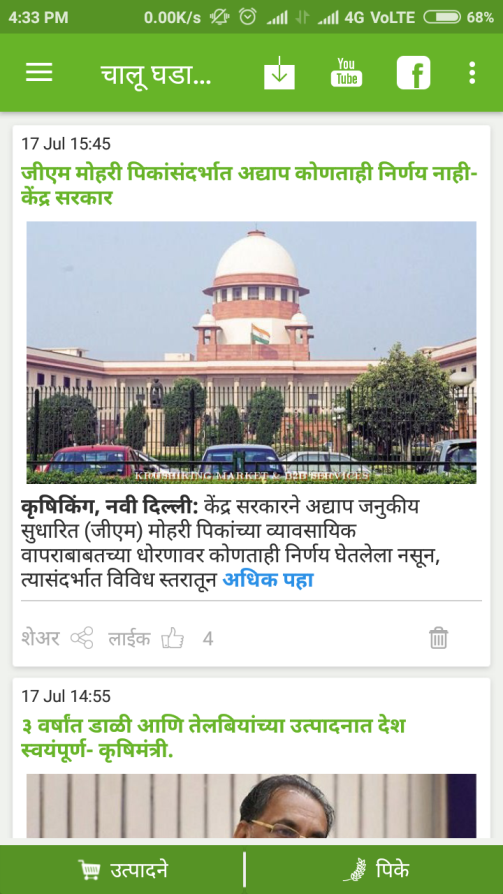 4:33 PM 0.00K/s 4G VoLTE 68%
चालू घडा...
You
Tube
f
17 Jul 15:45
जीएम मोहरी पिकांसंदर्भात अद्याप कोणताही निर्णय नाही-
केंद्र सरकार
KRUSHIKING MARKET & B2B SERVICES
कृषिकिंग, नवी दिल्ली: केंद्र सरकारने अद्याप जनुकीय
सुधारित (जीएम) मोहरी पिकांच्या व्यावसायिक
वापराबाबतच्या धोरणावर कोणताही निर्णय घेतलेला नसून,
त्यासंदर्भात विविध स्तरातून अधिक पहा
शेअर लाईक 4
17 Jul 14:55
३ वर्षांत डाळी आणि तेलबियांच्या उत्पादनात देश
स्वयंपूर्ण- कृषिमंत्री.
उत्पादने पिके